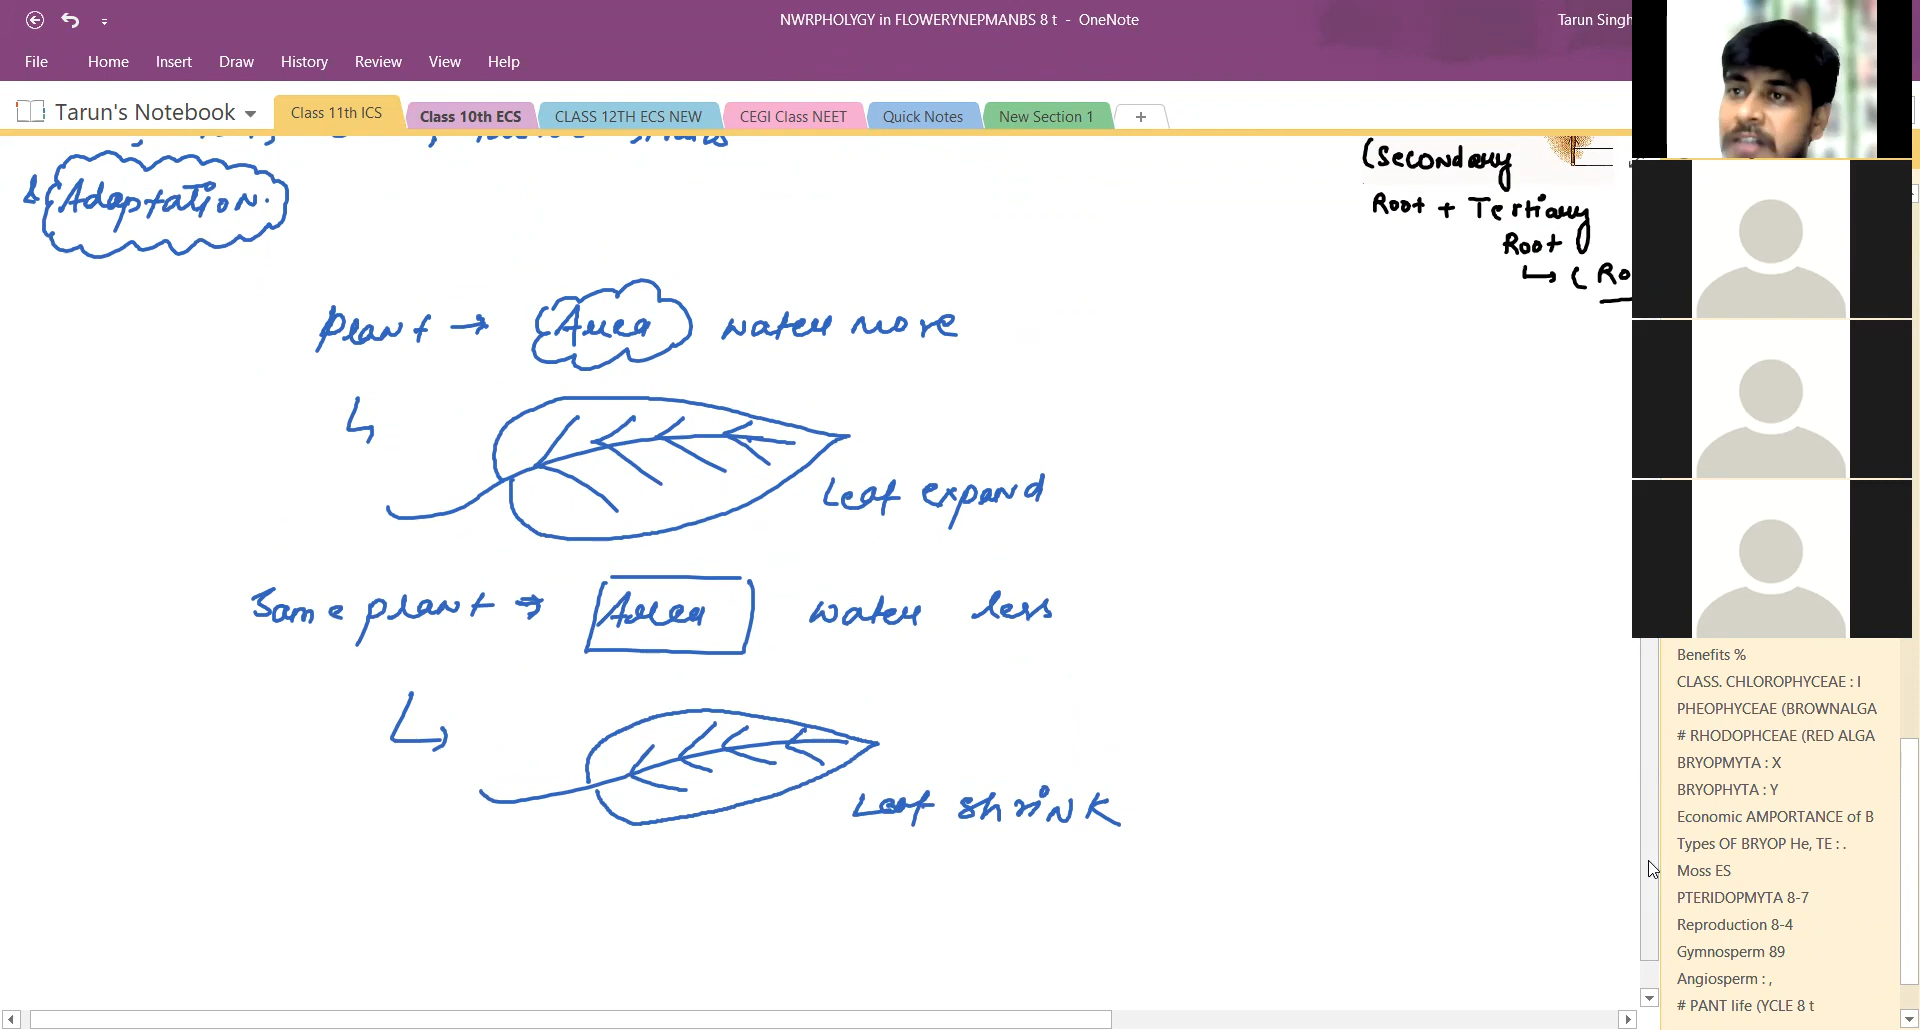 NWRPHOLYGY in FLOWERYNEPMANBS 8 t - OneNote
Tarun Singh
File Home Insert Draw History Review View Help
Tarun's Notebook
Class 11th ICS
Class 10th ECS
CLASS 12TH ECS NEW
CEGI Class NEET
Quick Notes
New Section 1
& Adaptation.
Plant → Area water more
Leaf expand
Same plant → Area water less
Leaf shrink
(Secondary
Root + Tertiary
Root
Benefits %
CLASS. CHLOROPHYCEAE : I
PHEOPHYCEAE (BROWNALGA
# RHODOPHCEAE (RED ALGA
BRYOPMYTA : X
BRYOPHYTA : Y
Economic AMPORTANCE of B
Types OF BRYOP He, TE : .
Moss ES
PTERIDOPMYTA 8-7
Reproduction 8-4
Gymnosperm 89
Angiosperm : ,
# PANT life (YCLE 8 t